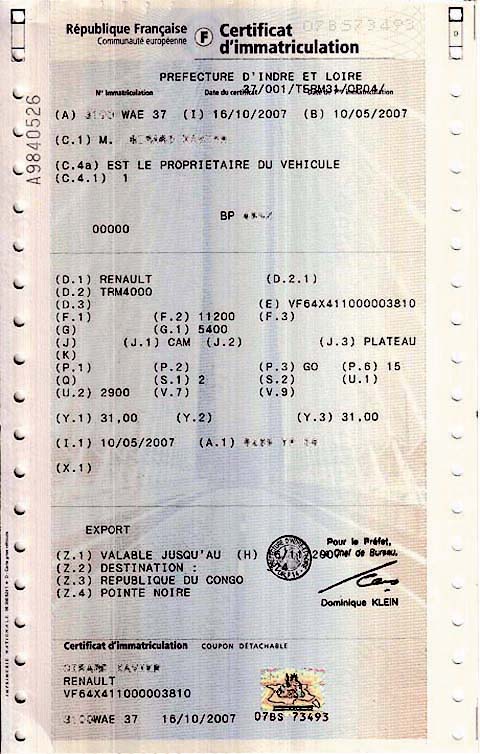 République Française
Communauté européenne
F Certificat d'immatriculation
07BS73493
A9840526
PREFECTURE D'INDRE ET LOIRE
N° Immatriculation Date du certificat
37/001/TERM31/OP04/
(A) WAE 37 (I) 16/10/2007 (B) 10/05/2007
(C.1) M.
(C.4a) EST LE PROPRIETAIRE DU VEHICULE
(C.4.1) 1
BP
00000
(D.1) RENAULT (D.2.1)
(D.2) TRM4000
(D.3) (E) VF64X411000003810
(F.1) (F.2) 11200 (F.3)
(G) (G.1) 5400
(J) (J.1) CAM (J.2) (J.3) PLATEAU
(K)
(P.1) (P.2) (P.3) GO (P.6) 15
(Q) (S.1) 2 (S.2) (U.1)
(U.2) 2900 (V.7) (V.9)
(Y.1) 31,00 (Y.2) (Y.3) 31,00
(I.1) 10/05/2007 (A.1)
(X.1)
EXPORT
Pour le Préfet,
(Z.1) VALABLE JUSQU'AU (H) Chef de Bureau,
(Z.2) DESTINATION :
(Z.3) REPUBLIQUE DU CONGO
(Z.4) POINTE NOIRE
Dominique KLEIN
Certificat d'immatriculation COUPON DÉTACHABLE
RENAULT
VF64X411000003810
WAE 37 16/10/2007 07BS 73493